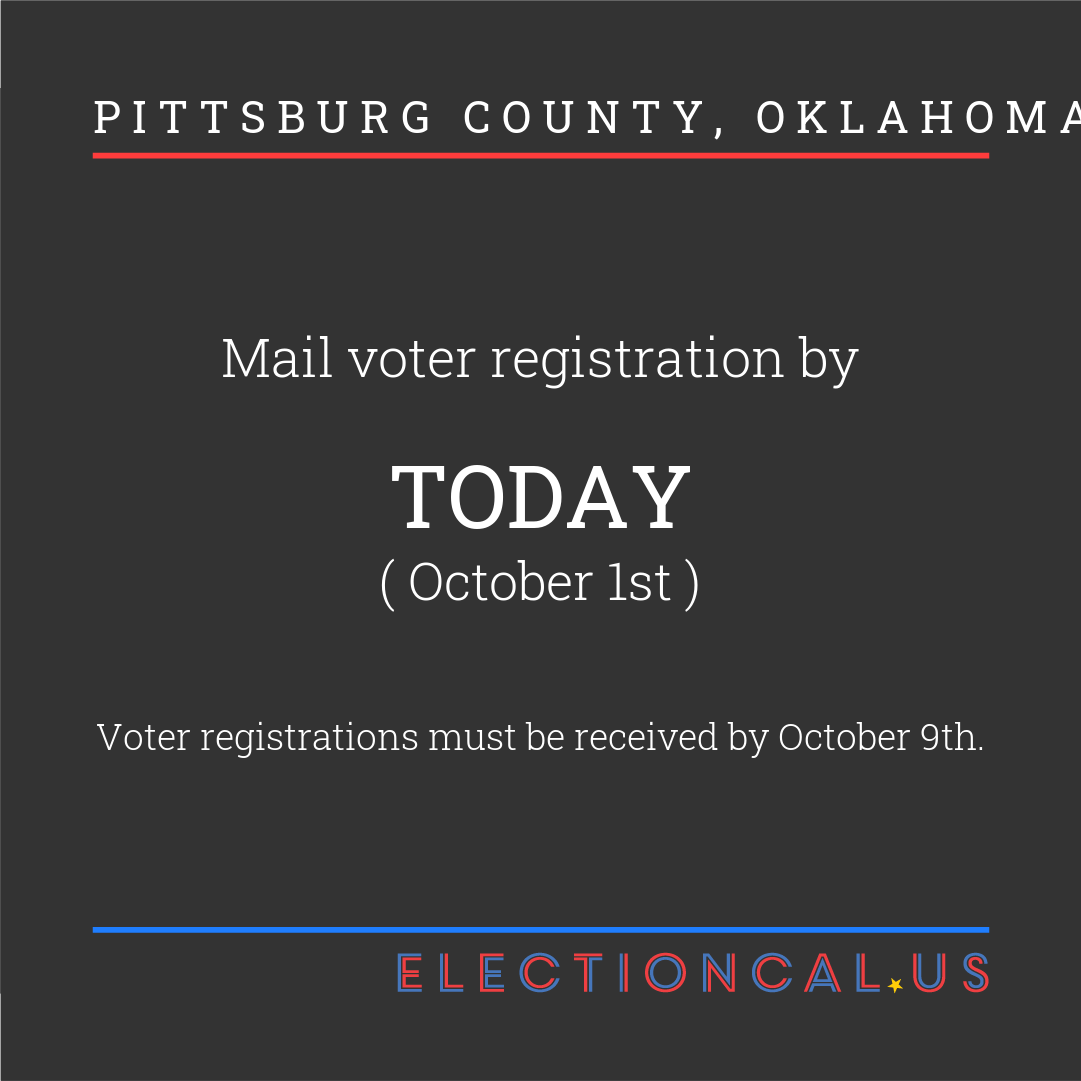 PITTSBURG COUNTY, OKLAHOMA
Mail voter registration by
TODAY
( October 1st )
Voter registrations must be received by October 9th.
ELECTIONCAL.US